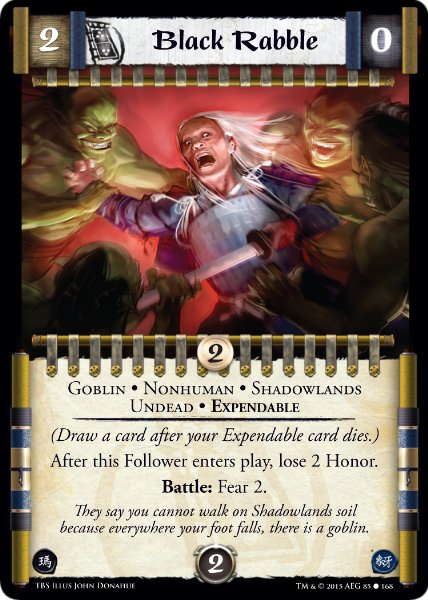 2 Black Rabble 0
2
Goblin • Nonhuman • Shadowlands
Undead • Expendable
(Draw a card after your Expendable card dies.)
After this Follower enters play, lose 2 Honor.
Battle: Fear 2.
They say you cannot walk on Shadowlands soil
because everywhere your foot falls, there is a goblin.
2
TBS Illus John Donahue TM & © 2015 AEG 85 • 168